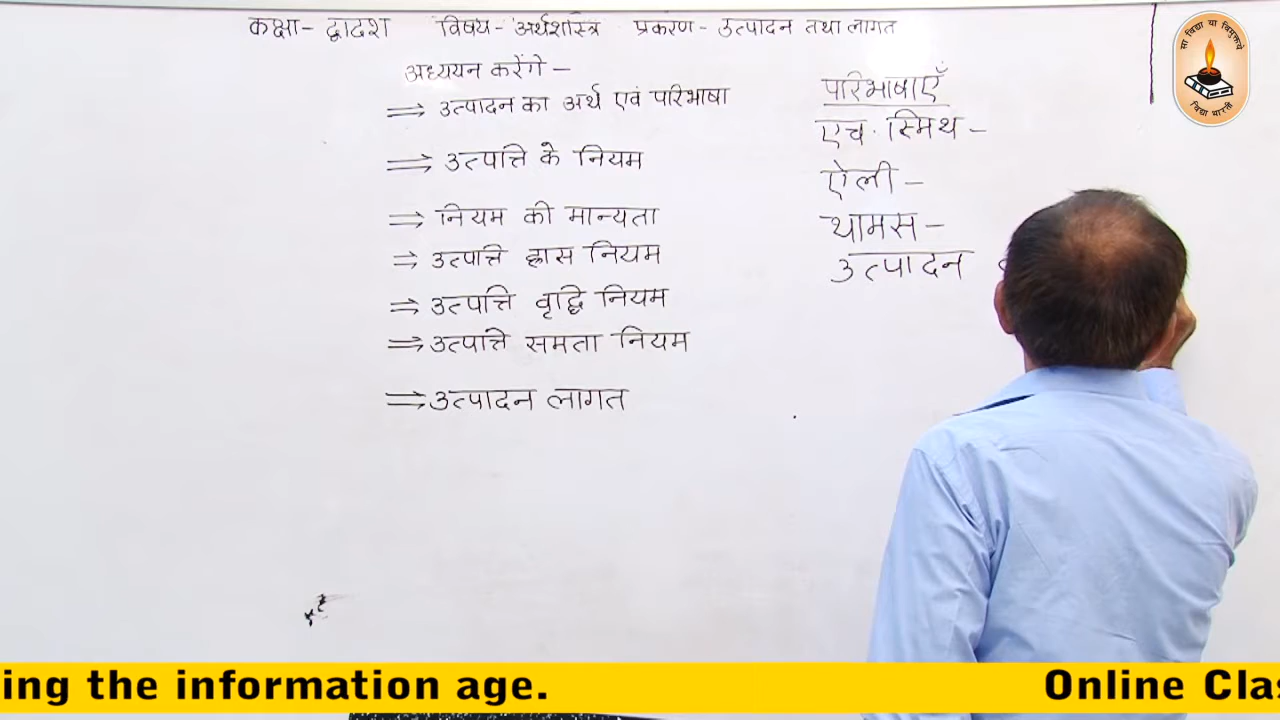 कक्षा- द्वादश विषय- अर्थशास्त्र प्रकरण- उत्पादन तथा लागत
अध्ययन करेंगे -
⇒ उत्पादन का अर्थ एवं परिभाषा
⇒ उत्पत्ति के नियम
⇒ नियम की मान्यता
⇒ उत्पत्ति ह्रास नियम
⇒ उत्पत्ति वृद्धि नियम
⇒ उत्पत्ति समता नियम
⇒ उत्पादन लागत
परिभाषाएँ
एच. स्मिथ -
ऐली -
थामस -
उत्पादन
सा विद्या या विमुक्तये
विद्या भारती
ing the information age. Online Clas